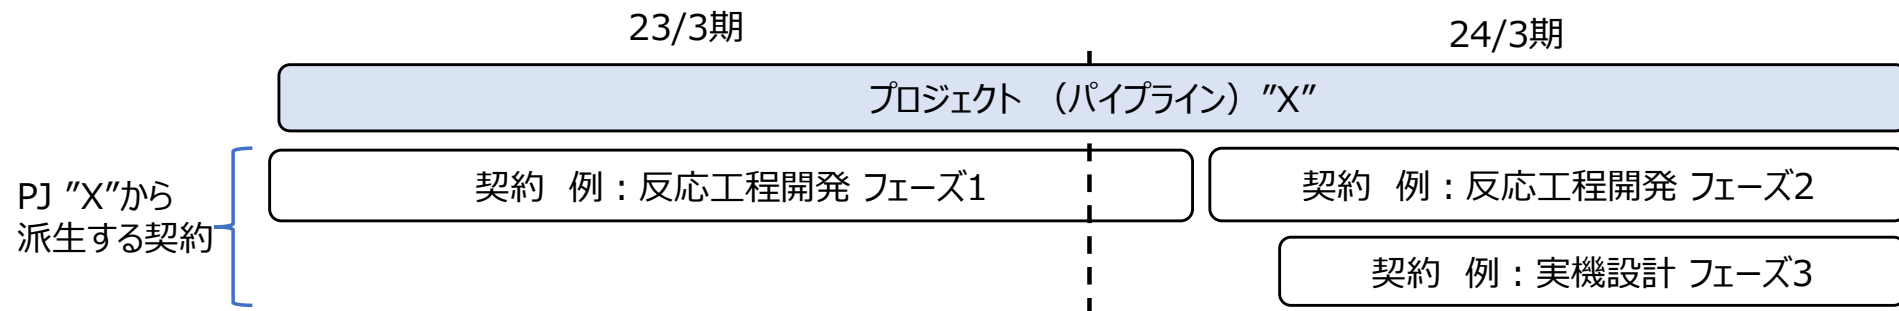 23/3期
24/3期
プロジェクト (パイプライン) ”X”
契約 例:反応工程開発 フェーズ1
契約 例:反応工程開発 フェーズ2
PJ ”X”から
派生する契約
契約 例:実機設計 フェーズ3